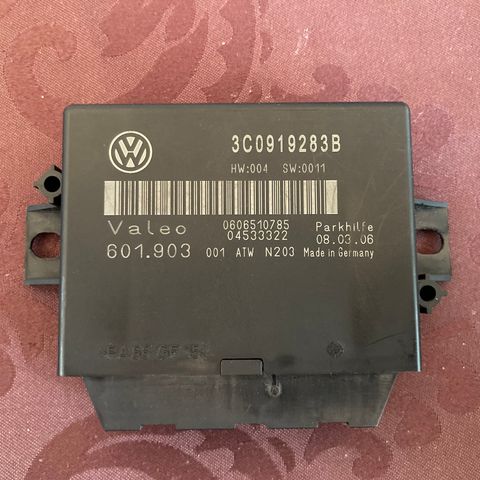 VW
3C0919283B
HW:004 SW:0011
Valeo 0606510785 Parkhilfe
04533322 08.03.06
601.903 001 ATW N203 Made in Germany